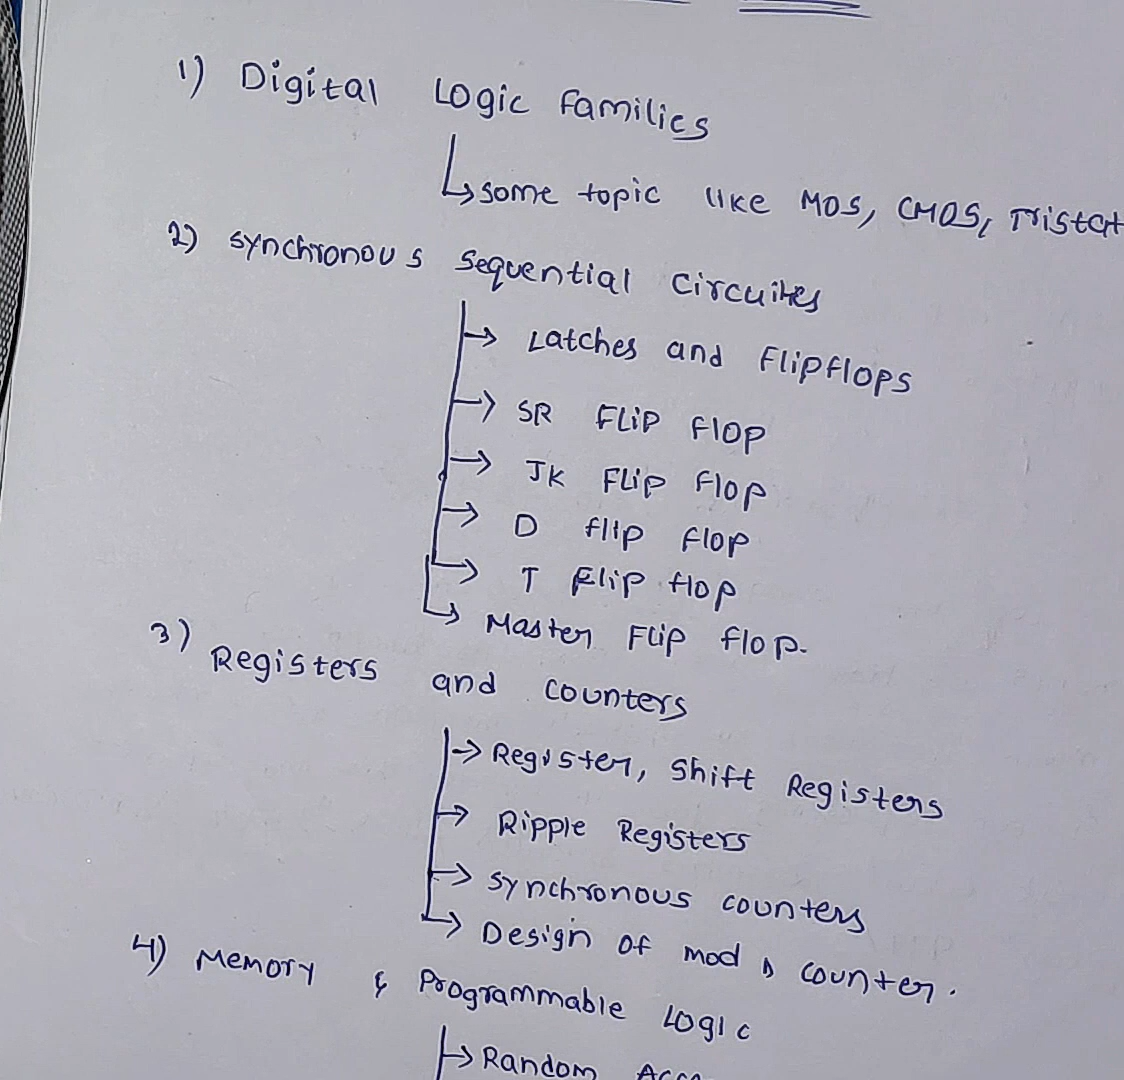 1) Digital Logic Families
some topic like MOS, CMOS,
2) Synchronous Sequential Circuites
Latches and Flipflops
SR Flip Flop
JK Flip Flop
D flip flop
T Flip flop
Master Flip flop.
3) Registers and counters
Register, Shift Registers
Ripple Registers
Synchronous counters
Design of mod n counter.
4) Memory & Programmable Logic
Random